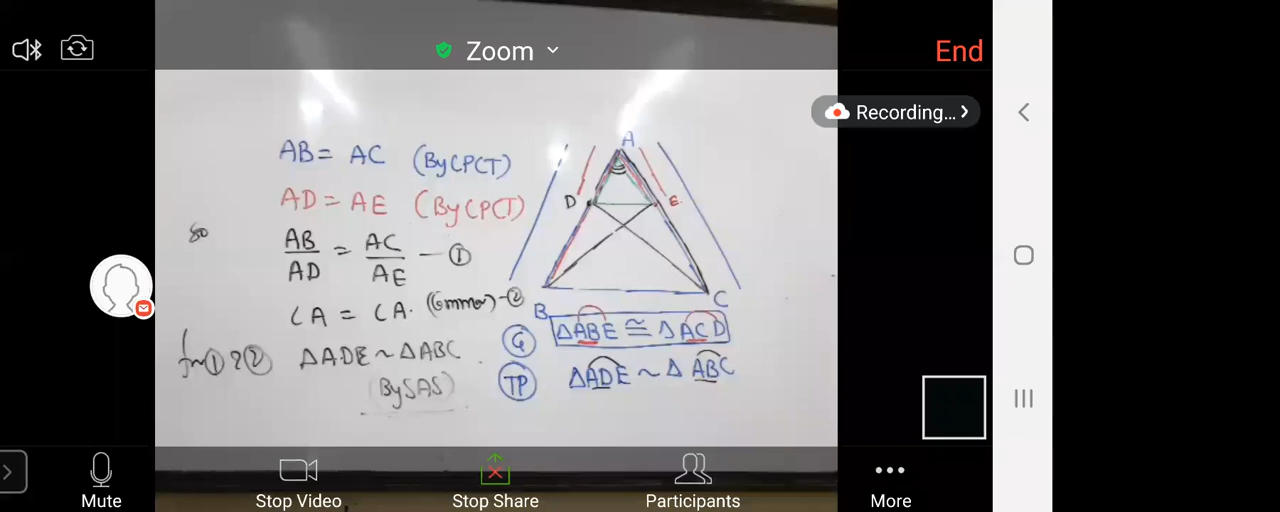 Zoom
End
Recording...
AB = AC (By CPCT)
AD = AE (By CPCT)
so
AB/AD = AC/AE — ①
∠A = ∠A. (Common) - ②
from ① & ② ΔADE ~ ΔABC
(By SAS)
A
D
E
B
C
G ΔABE ≅ ΔACD
TP ΔADE ~ ΔABC
Mute
Stop Video
Stop Share
Participants
More